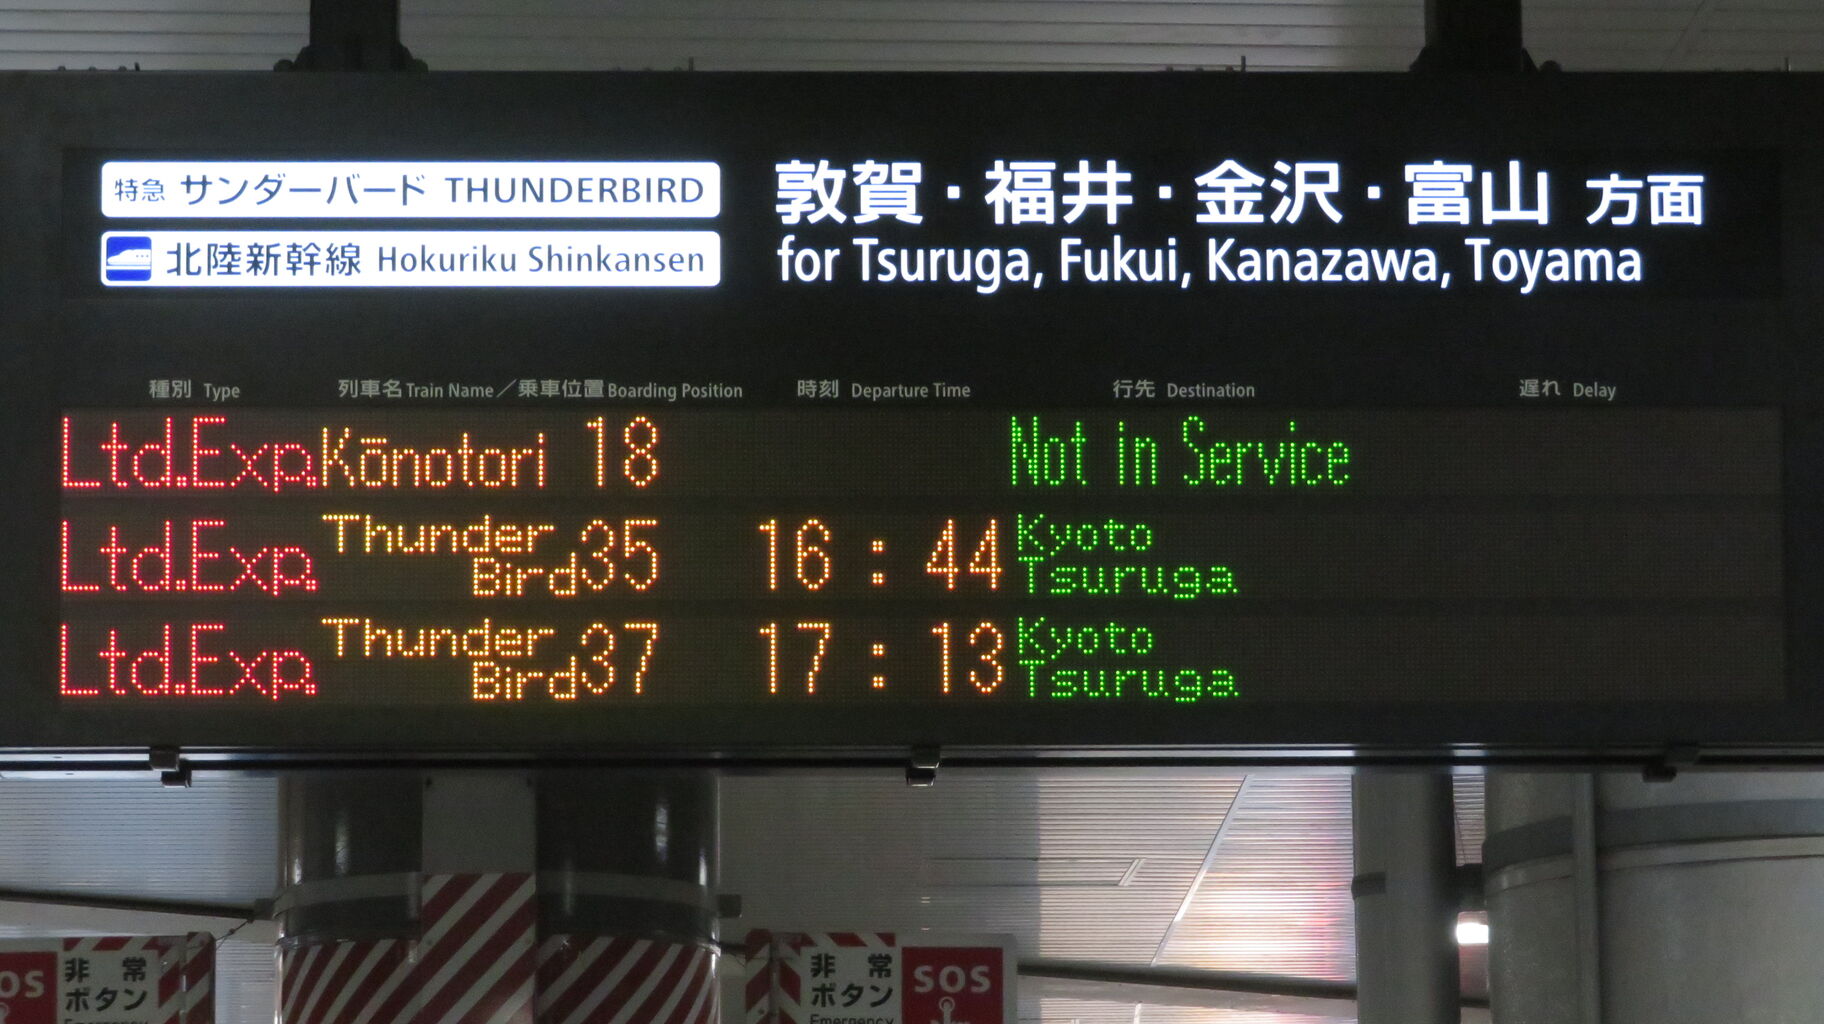 特急 サンダーバード THUNDERBIRD
北陸新幹線 Hokuriku Shinkansen
敦賀・福井・金沢・富山 方面
for Tsuruga, Fukui, Kanazawa, Toyama
種別 Type 列車名 Train Name／乗車位置 Boarding Position 時刻 Departure Time 行先 Destination 遅れ Delay
Ltd.Exp. Kōnotori 18 Not in Service
Ltd.Exp. Thunder Bird 35 16:44 Kyoto Tsuruga
Ltd.Exp. Thunder Bird 37 17:13 Kyoto Tsuruga
SOS
非常
ボタン
Emergency
非常
ボタン
Emergency
SOS